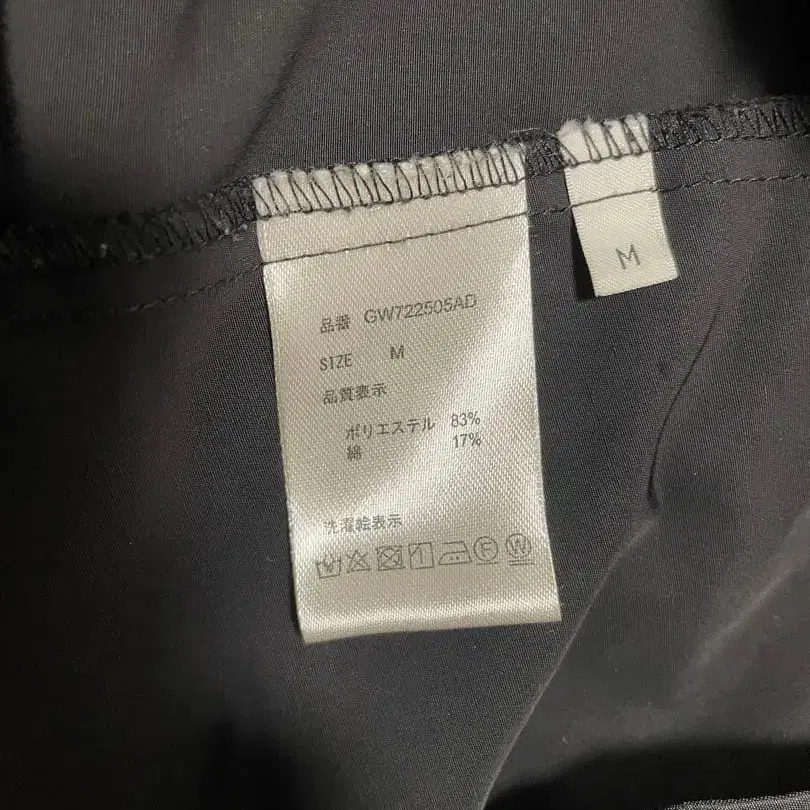 品番 GW722505AD
SIZE M
品質表示
ポリエステル 83%
綿 17%
洗濯絵表示
F W
M